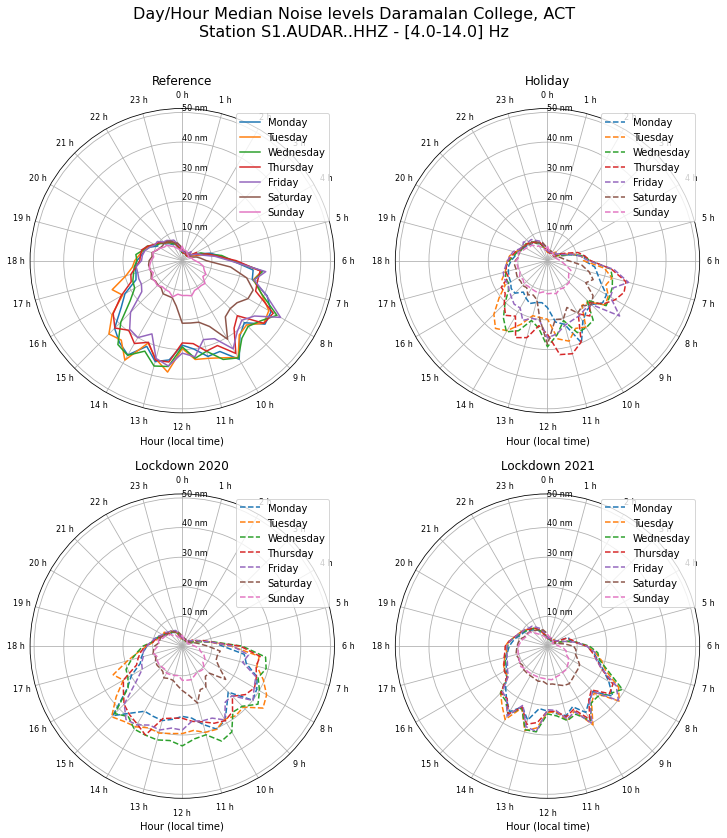 Day/Hour Median Noise levels Daramalan College, ACT
Station S1.AUDAR..HHZ - [4.0-14.0] Hz
Reference
0 h
1 h
4 h
5 h
6 h
7 h
8 h
9 h
10 h
11 h
12 h
13 h
14 h
15 h
16 h
17 h
18 h
19 h
20 h
21 h
22 h
23 h
50 nm
40 nm
30 nm
20 nm
10 nm
Monday
Tuesday
Wednesday
Thursday
Friday
Saturday
Sunday
Hour (local time)
Holiday
0 h
1 h
4 h
5 h
6 h
7 h
8 h
9 h
10 h
11 h
12 h
13 h
14 h
15 h
16 h
17 h
18 h
19 h
20 h
21 h
22 h
23 h
50 nm
40 nm
30 nm
20 nm
10 nm
Monday
Tuesday
Wednesday
Thursday
Friday
Saturday
Sunday
Hour (local time)
Lockdown 2020
0 h
1 h
4 h
5 h
6 h
7 h
8 h
9 h
10 h
11 h
12 h
13 h
14 h
15 h
16 h
17 h
18 h
19 h
20 h
21 h
22 h
23 h
50 nm
40 nm
30 nm
20 nm
10 nm
Monday
Tuesday
Wednesday
Thursday
Friday
Saturday
Sunday
Hour (local time)
Lockdown 2021
0 h
1 h
4 h
5 h
6 h
7 h
8 h
9 h
10 h
11 h
12 h
13 h
14 h
15 h
16 h
17 h
18 h
19 h
20 h
21 h
22 h
23 h
50 nm
40 nm
30 nm
20 nm
10 nm
Monday
Tuesday
Wednesday
Thursday
Friday
Saturday
Sunday
Hour (local time)